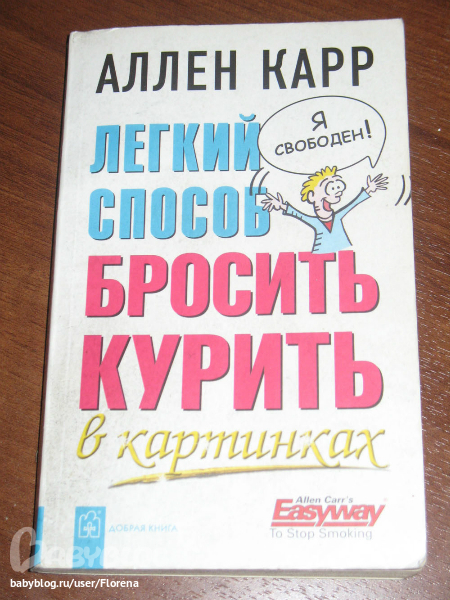 АЛЛЕН КАРР
ЛЕГКИЙ
СПОСОБ
БРОСИТЬ
КУРИТЬ
в картинках
Я
СВОБОДЕН!
ДОБРАЯ КНИГА
Allen Carr's
Easyway
To Stop Smoking
babyblog.ru/user/Florena